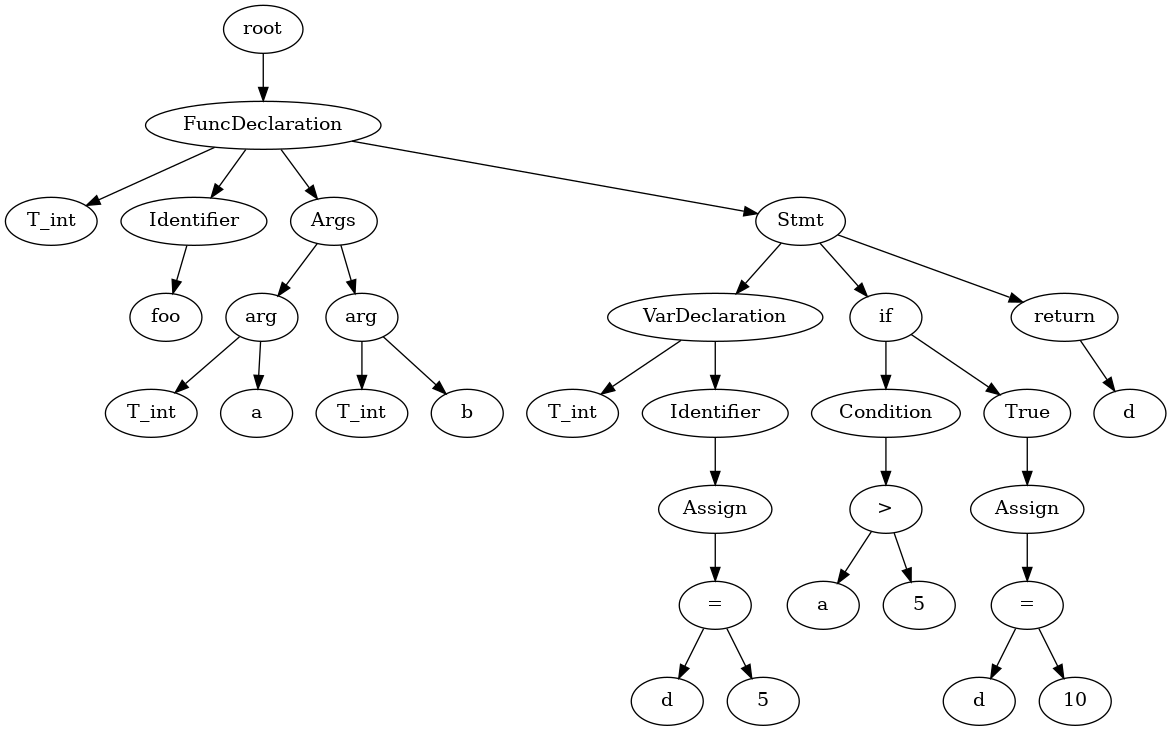 root
FuncDeclaration
T_int Identifier Args Stmt
foo arg arg VarDeclaration if return
T_int a T_int b T_int Identifier Condition True d
Assign > Assign
= a 5 =
d 5 d 10